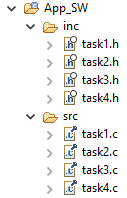 App_SW
inc
task1.h
task2.h
task3.h
task4.h
src
task1.c
task2.c
task3.c
task4.c